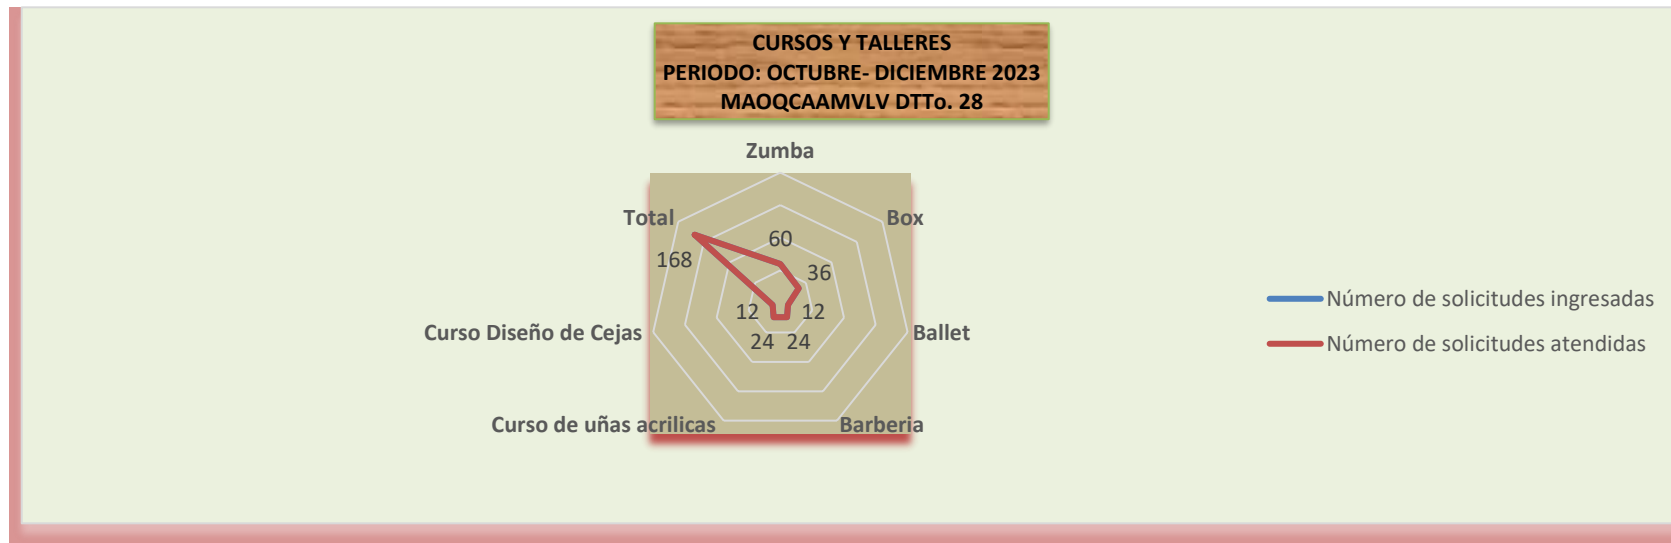 CURSOS Y TALLERES
PERIODO: OCTUBRE- DICIEMBRE 2023
MAOQCAAMVLV DTTo. 28
Zumba
Total
Box
60
168
36
12
12
Curso Diseño de Cejas
Ballet
24
24
Curso de uñas acrilicas
Barberia
Número de solicitudes ingresadas
Número de solicitudes atendidas